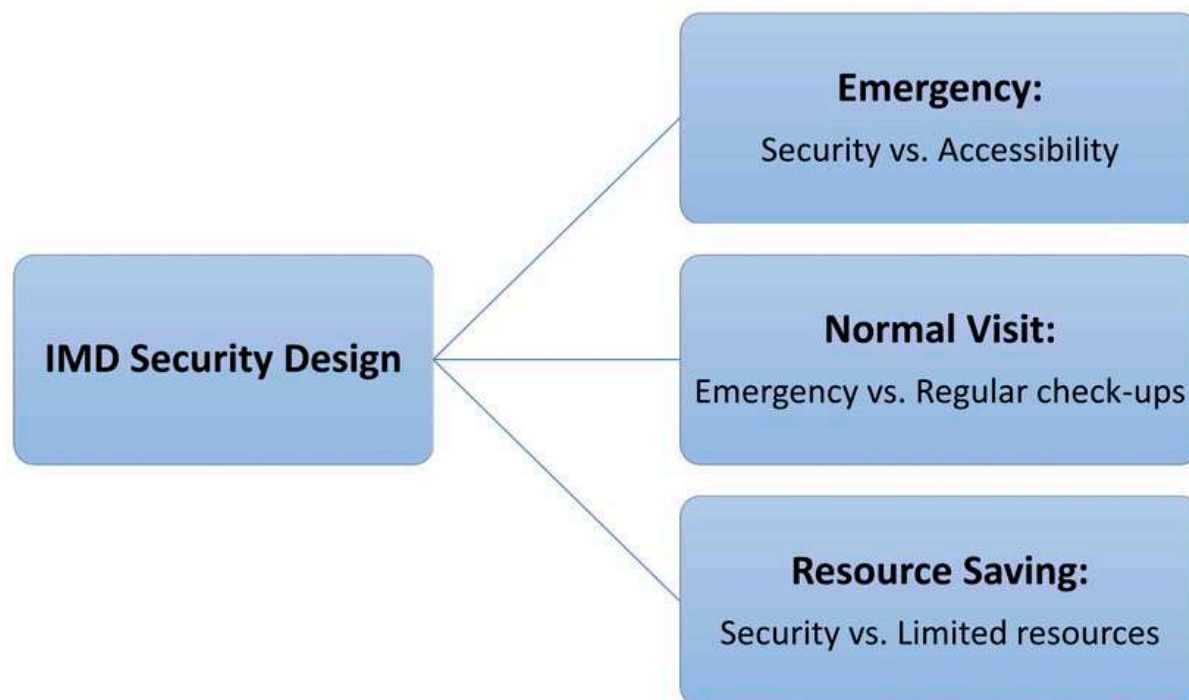 IMD Security Design
Emergency:
Security vs. Accessibility
Normal Visit:
Emergency vs. Regular check-ups
Resource Saving:
Security vs. Limited resources